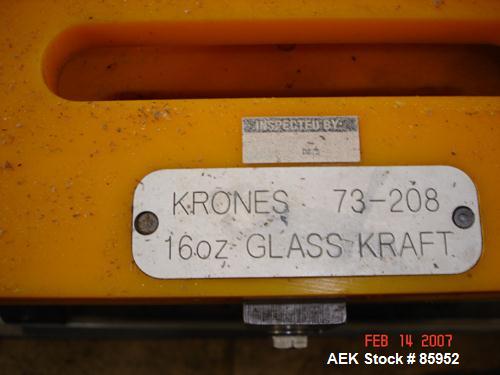 INSPECTED BY
KRONES 73-208
16oz GLASS KRAFT
FEB 14 2007
AEK Stock # 85952